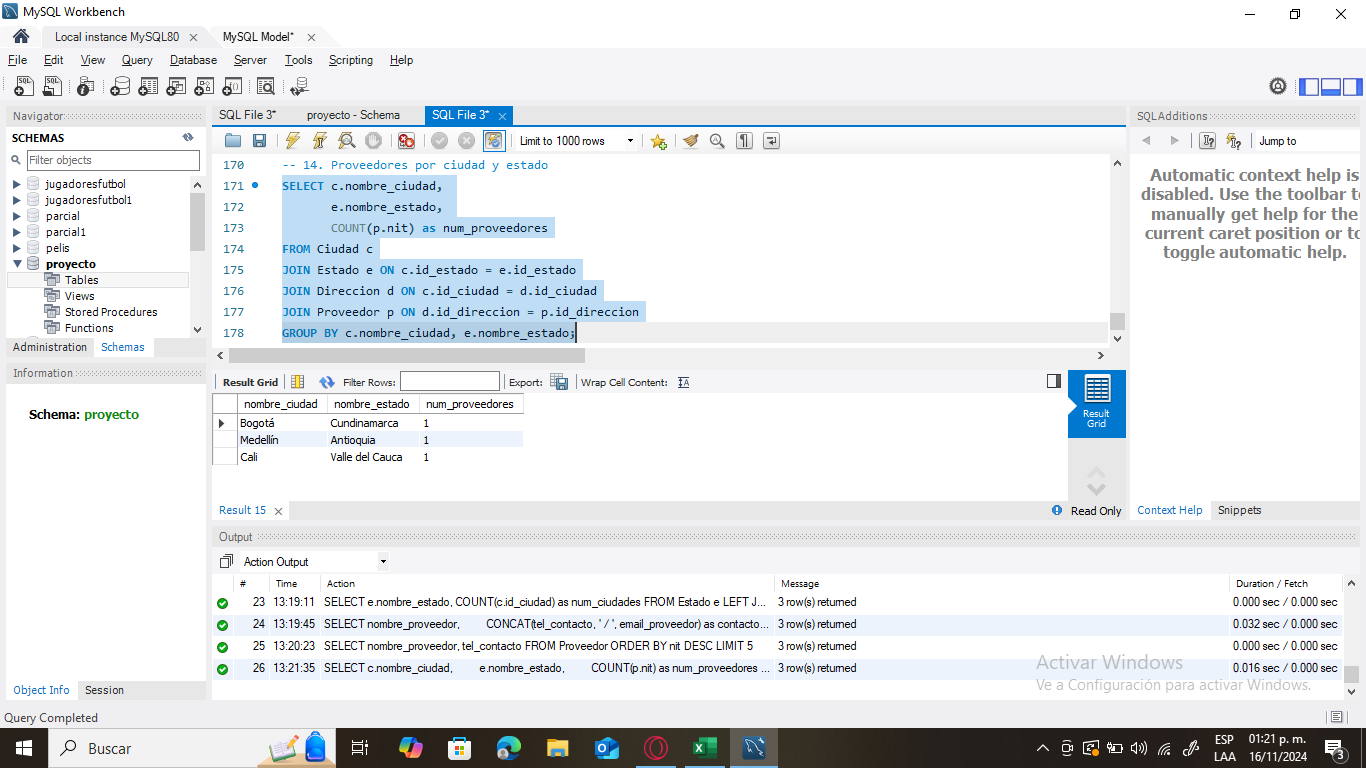 MySQL Workbench
Local instance MySQL80
MySQL Model*
File Edit View Query Database Server Tools Scripting Help
Navigator
SCHEMAS
Filter objects
jugadoresfutbol
jugadoresfutbol1
parcial
parcial1
pelis
proyecto
Tables
Views
Stored Procedures
Functions
Administration Schemas
Information
Schema: proyecto
Object Info Session
Query Completed
SQL File 3* proyecto - Schema SQL File 3*
Limit to 1000 rows
170 -- 14. Proveedores por ciudad y estado
171 SELECT c.nombre_ciudad,
172 e.nombre_estado,
173 COUNT(p.nit) as num_proveedores
174 FROM Ciudad c
175 JOIN Estado e ON c.id_estado = e.id_estado
176 JOIN Direccion d ON c.id_ciudad = d.id_ciudad
177 JOIN Proveedor p ON d.id_direccion = p.id_direccion
178 GROUP BY c.nombre_ciudad, e.nombre_estado;
Result Grid Filter Rows: Export: Wrap Cell Content:
nombre_ciudad nombre_estado num_proveedores
Bogotá Cundinamarca 1
Medellín Antioquia 1
Cali Valle del Cauca 1
Result
Grid
Result 15
Read Only
SQLAdditions
Jump to
Automatic context help is
disabled. Use the toolbar to
manually get help for the
current caret position or to
toggle automatic help.
Context Help Snippets
Output
Action Output
# Time Action Message Duration / Fetch
23 13:19:11 SELECT e.nombre_estado, COUNT(c.id_ciudad) as num_ciudades FROM Estado e LEFT J... 3 row(s) returned 0.000 sec / 0.000 sec
24 13:19:45 SELECT nombre_proveedor, CONCAT(tel_contacto, ' / ', email_proveedor) as contacto... 3 row(s) returned 0.032 sec / 0.000 sec
25 13:20:23 SELECT nombre_proveedor, tel_contacto FROM Proveedor ORDER BY nit DESC LIMIT 5 3 row(s) returned 0.000 sec / 0.000 sec
26 13:21:35 SELECT c.nombre_ciudad, e.nombre_estado, COUNT(p.nit) as num_proveedores ... 3 row(s) returned 0.016 sec / 0.000 sec
Activar Windows
Ve a Configuración para activar Windows.
Buscar
ESP
LAA
01:21 p. m.
16/11/2024
3